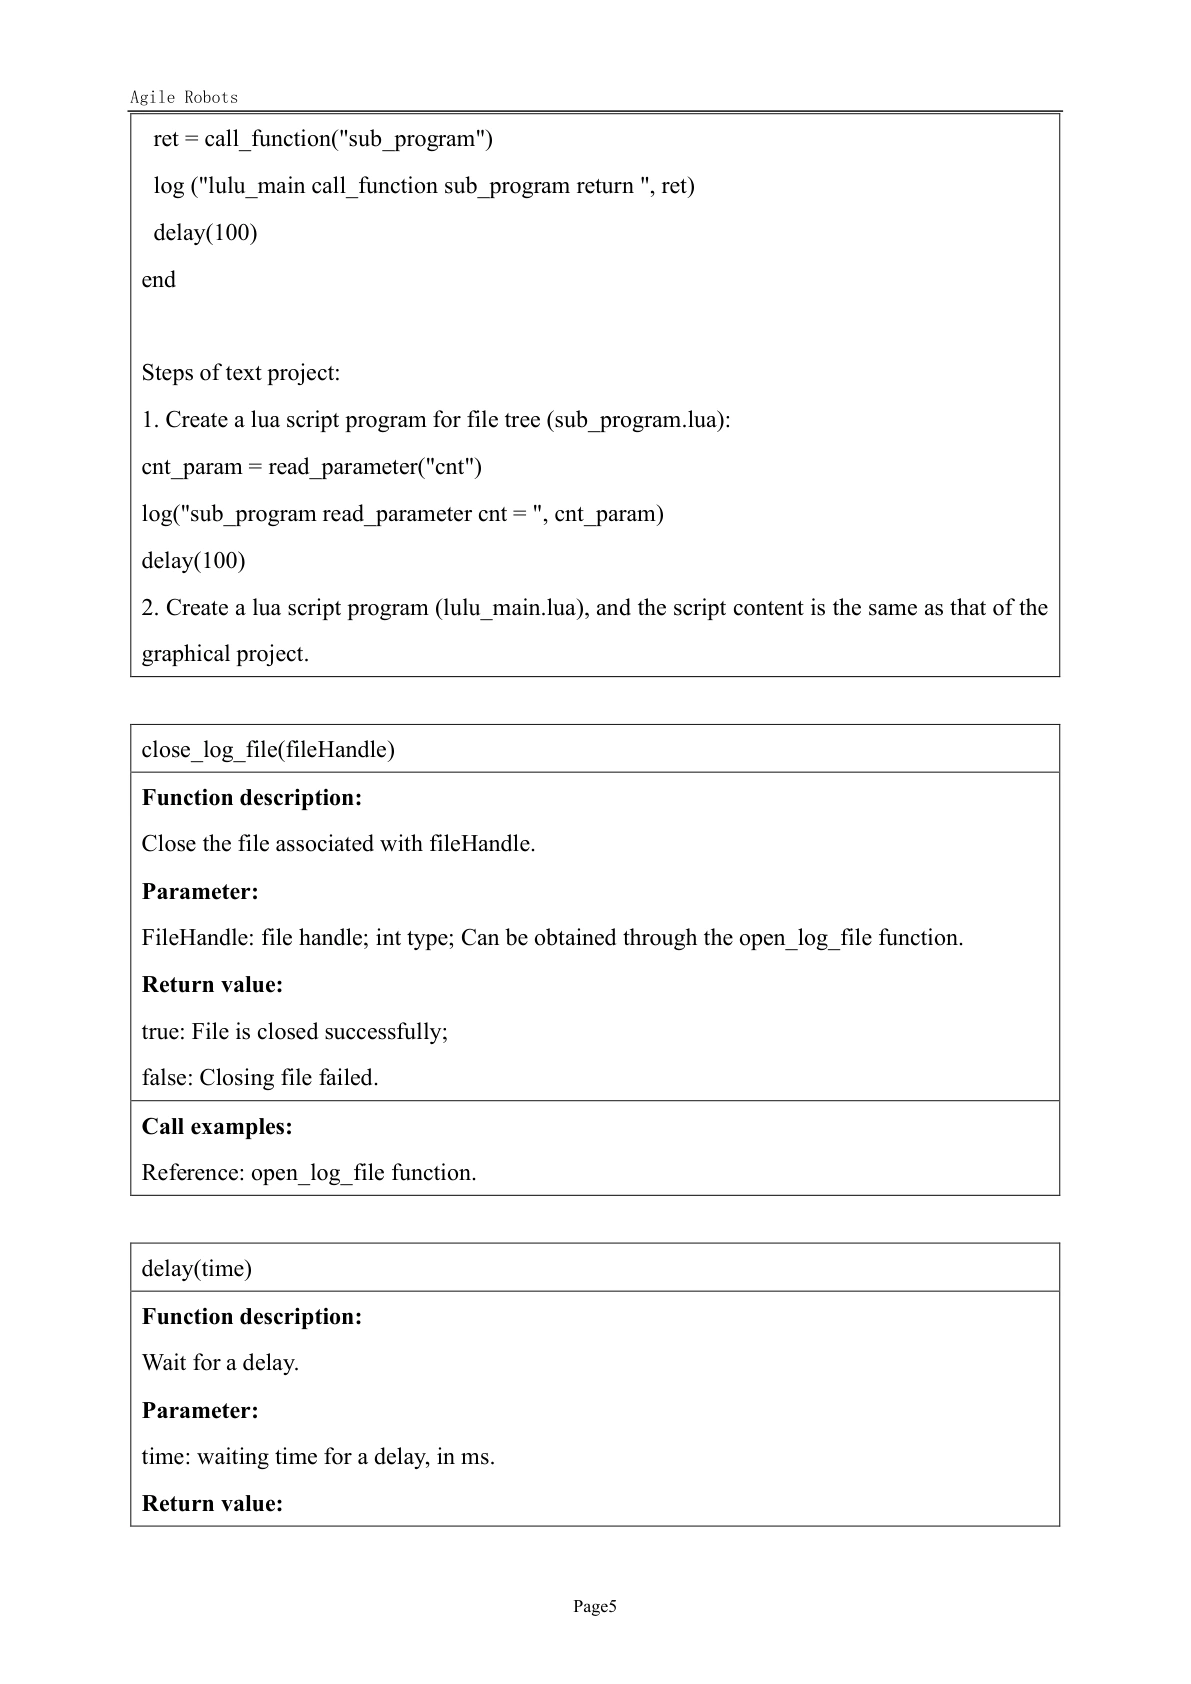 Agile Robots
ret = call_function("sub_program")
log ("lulu_main call_function sub_program return ", ret)
delay(100)
end
Steps of text project:
1. Create a lua script program for file tree (sub_program.lua):
cnt_param = read_parameter("cnt")
log("sub_program read_parameter cnt = ", cnt_param)
delay(100)
2. Create a lua script program (lulu_main.lua), and the script content is the same as that of the
graphical project.
close_log_file(fileHandle)
Function description:
Close the file associated with fileHandle.
Parameter:
FileHandle: file handle; int type; Can be obtained through the open_log_file function.
Return value:
true: File is closed successfully;
false: Closing file failed.
Call examples:
Reference: open_log_file function.
delay(time)
Function description:
Wait for a delay.
Parameter:
time: waiting time for a delay, in ms.
Return value:
Page5